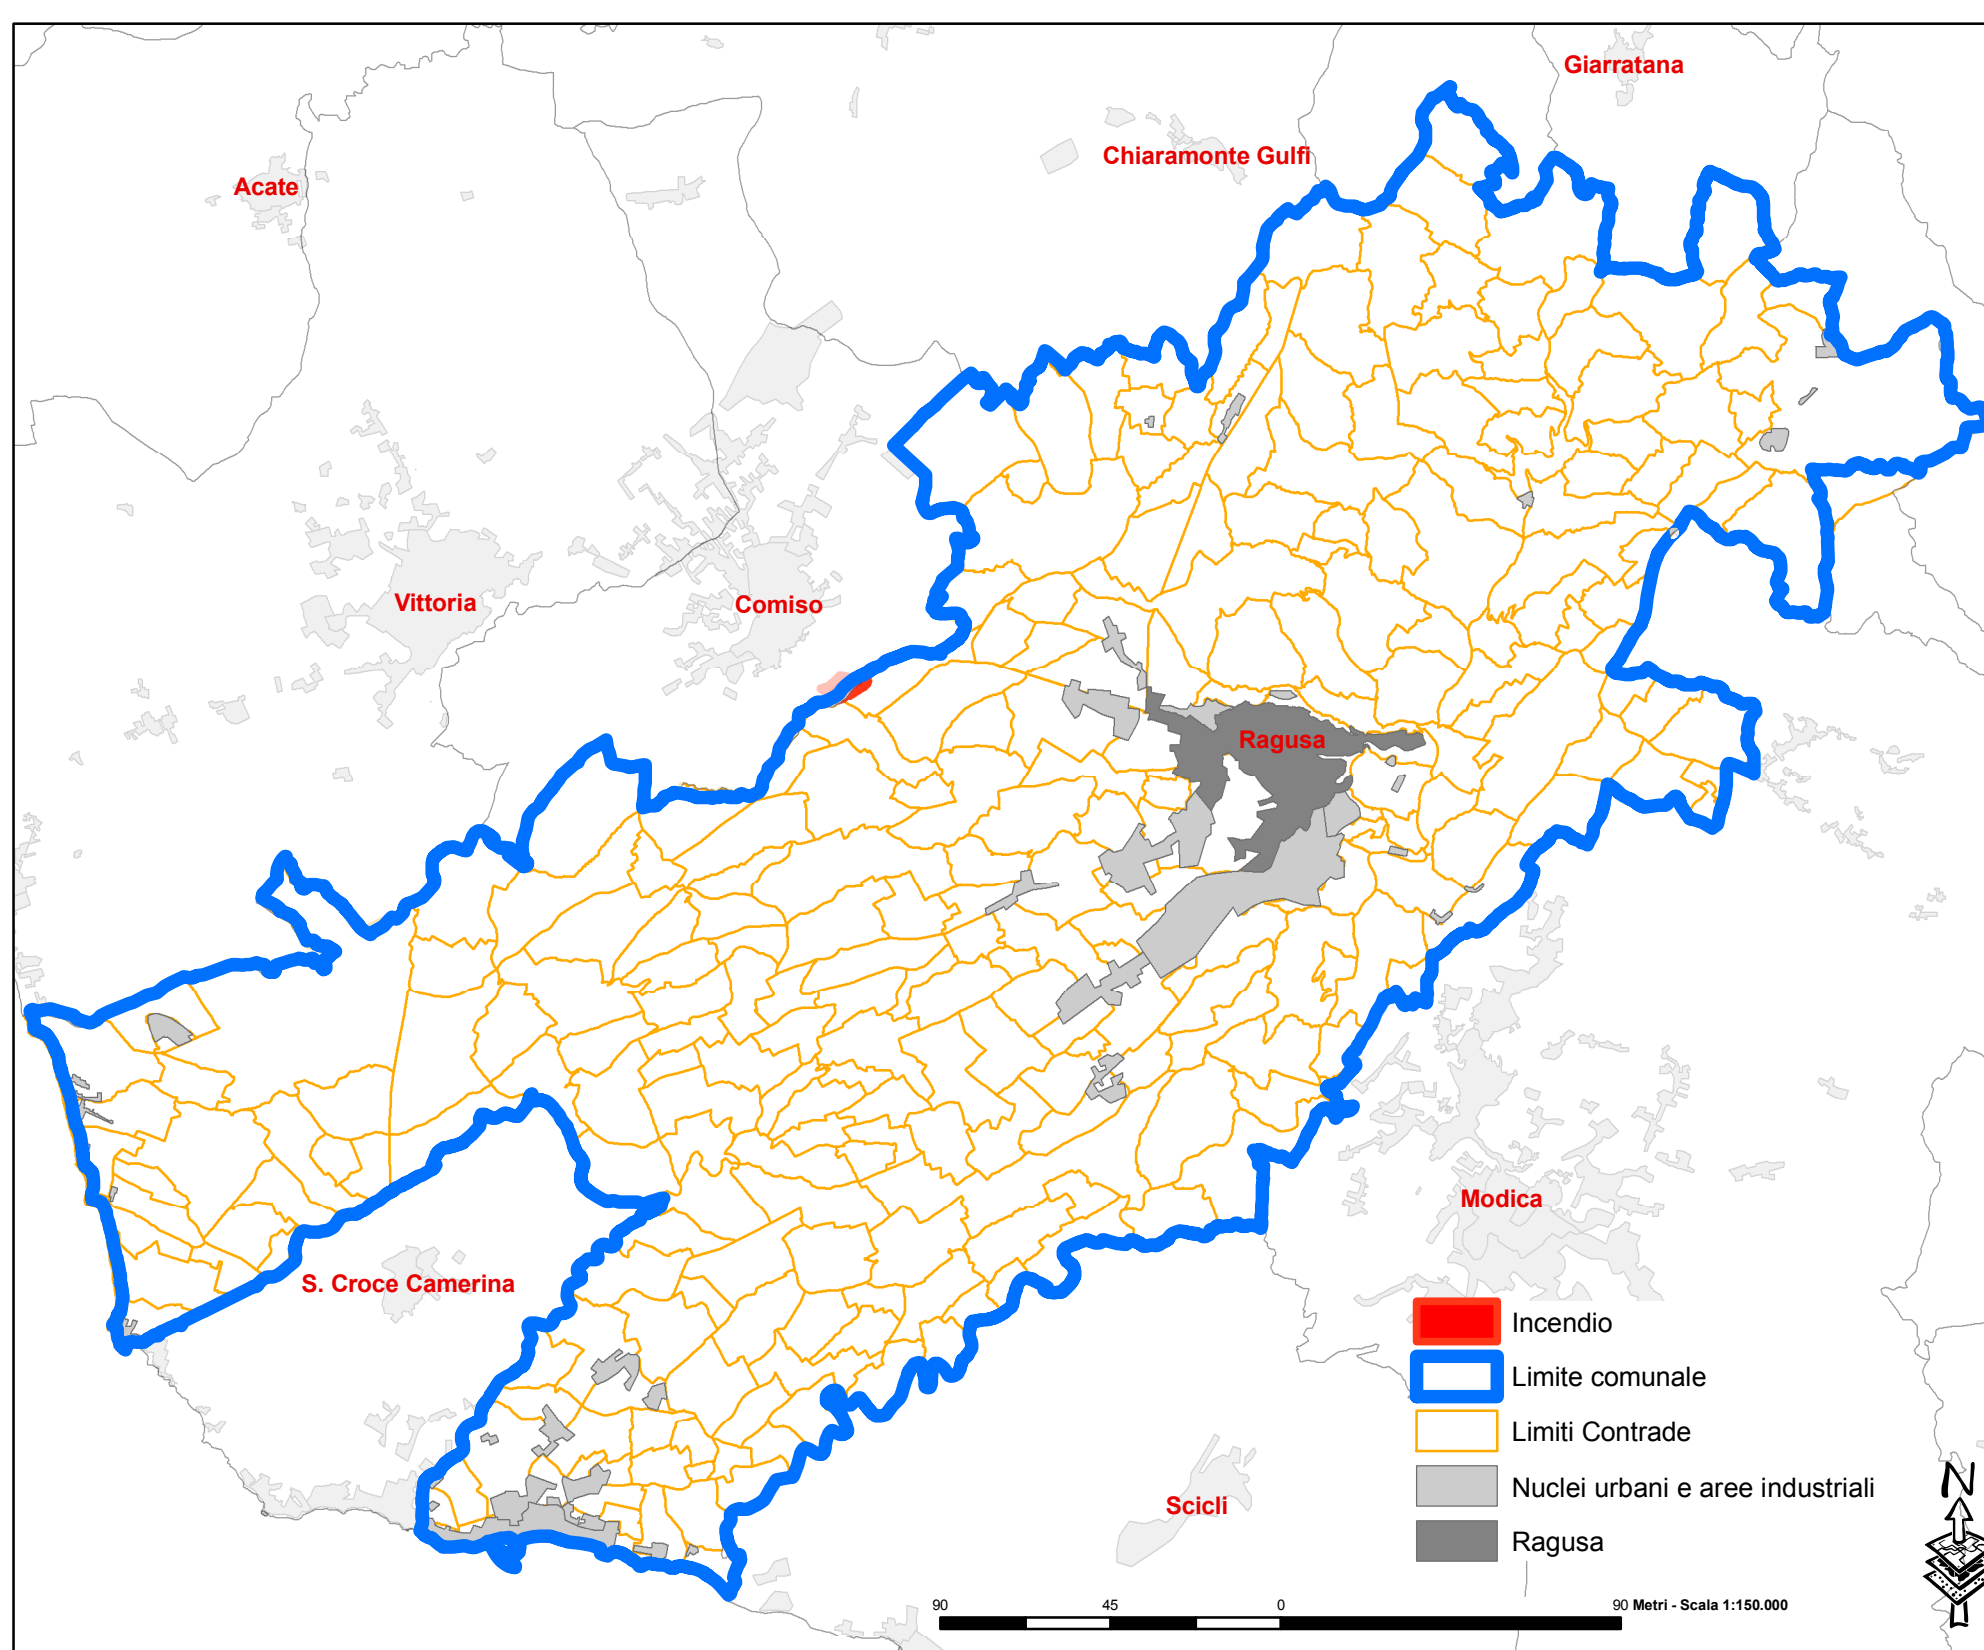 Giarratana
Chiaramonte Gulfi
Acate
Vittoria
Comiso
Ragusa
Modica
S. Croce Camerina
Scicli
Incendio
Limite comunale
Limiti Contrade
Nuclei urbani e aree industriali
Ragusa
N
90 45 0 90 Metri - Scala 1:150.000